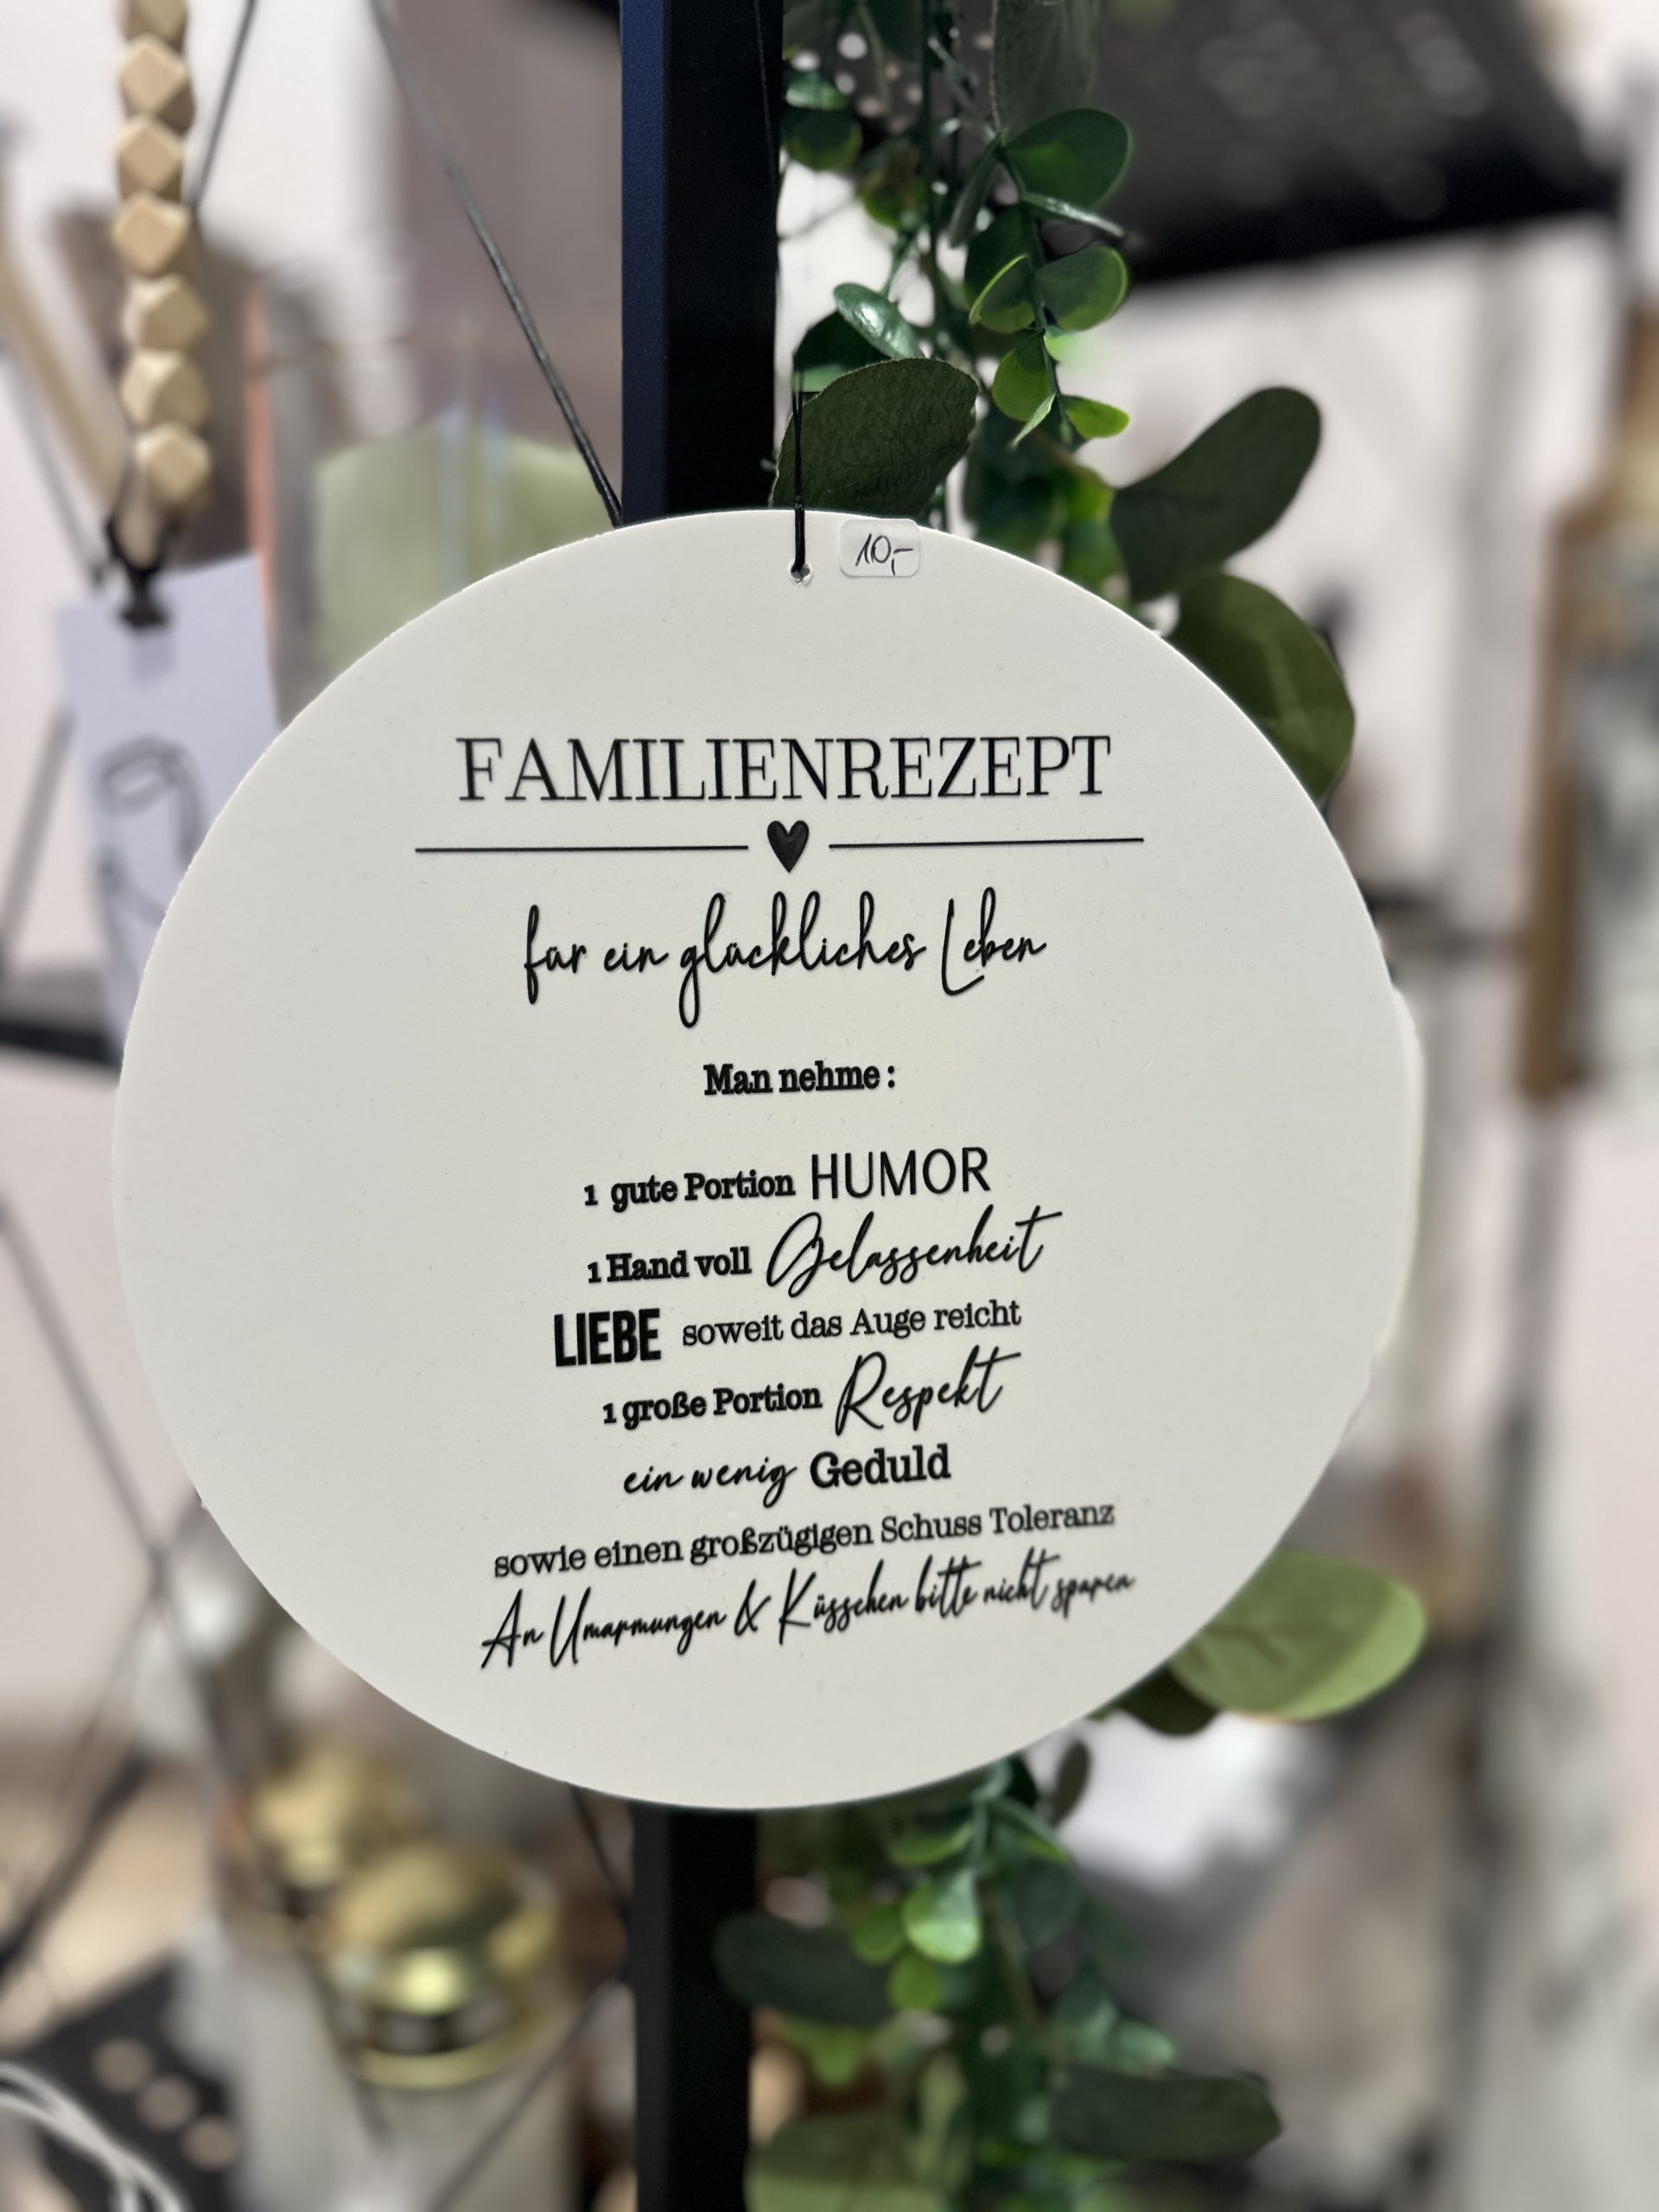 10,-
FAMILIENREZEPT
für ein glückliches Leben
Man nehme :
1 gute Portion HUMOR
1 Hand voll Gelassenheit
LIEBE soweit das Auge reicht
1 große Portion Respekt
ein wenig Geduld
sowie einen großzügigen Schuss Toleranz
An Umarmungen & Küsschen bitte nicht sparen